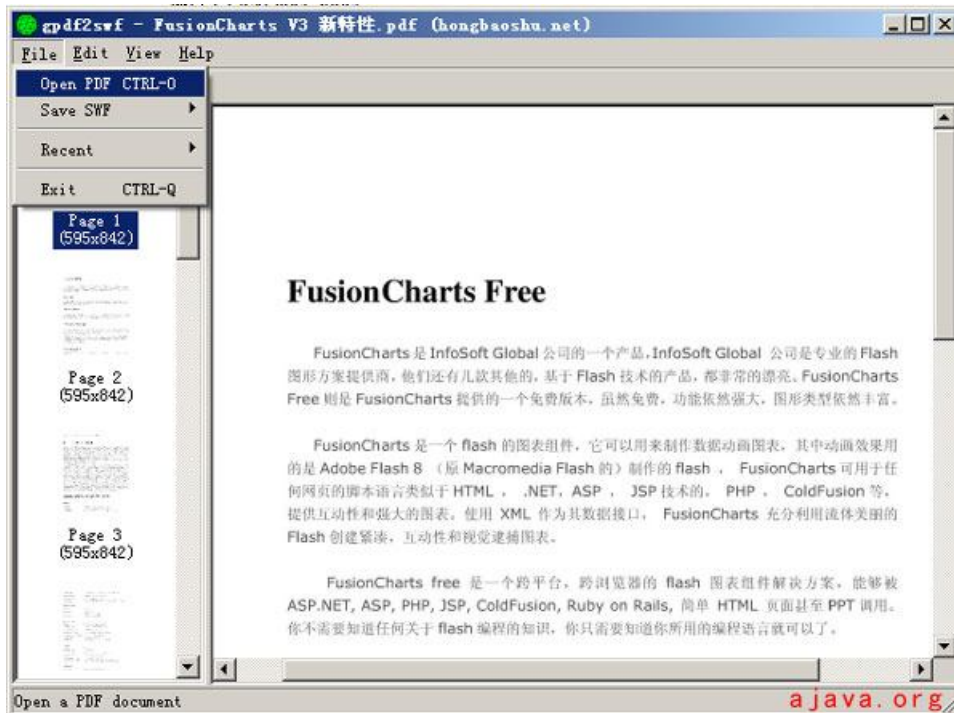 gpdf2swf - FusionCharts V3 新特性.pdf (hongbaoshu.net)
File Edit View Help
Open PDF CTRL-O
Save SWF
Recent
Exit CTRL-Q
Page 1
(595x842)
Page 2
(595x842)
Page 3
(595x842)
FusionCharts Free
FusionCharts 是 InfoSoft Global 公司的一个产品,InfoSoft Global 公司是专业的 Flash
图形方案提供商，他们还有几款其他的，基于 Flash 技术的产品，都非常的漂亮。FusionCharts
Free 则是 FusionCharts 提供的一个免费版本，虽然免费，功能依然强大，图形类型依然丰富。
FusionCharts 是一个 flash 的图表组件，它可以用来制作数据动画图表，其中动画效果用
的是 Adobe Flash 8 （原 Macromedia Flash 的）制作的 flash ， FusionCharts 可用于任
何网页的脚本语言类似于 HTML ， .NET, ASP ， JSP 技术的， PHP ， ColdFusion 等，
提供互动性和强大的图表。使用 XML 作为其数据接口， FusionCharts 充分利用流体美丽的
Flash 创建紧凑，互动性和视觉逮捕图表。
FusionCharts free 是一个跨平台，跨浏览器的 flash 图表组件解决方案，能够被
ASP.NET, ASP, PHP, JSP, ColdFusion, Ruby on Rails, 简单 HTML 页面甚至 PPT 调用。
你不需要知道任何关于 flash 编程的知识，你只需要知道你所用的编程语言就可以了。
Open a PDF document
ajava.org